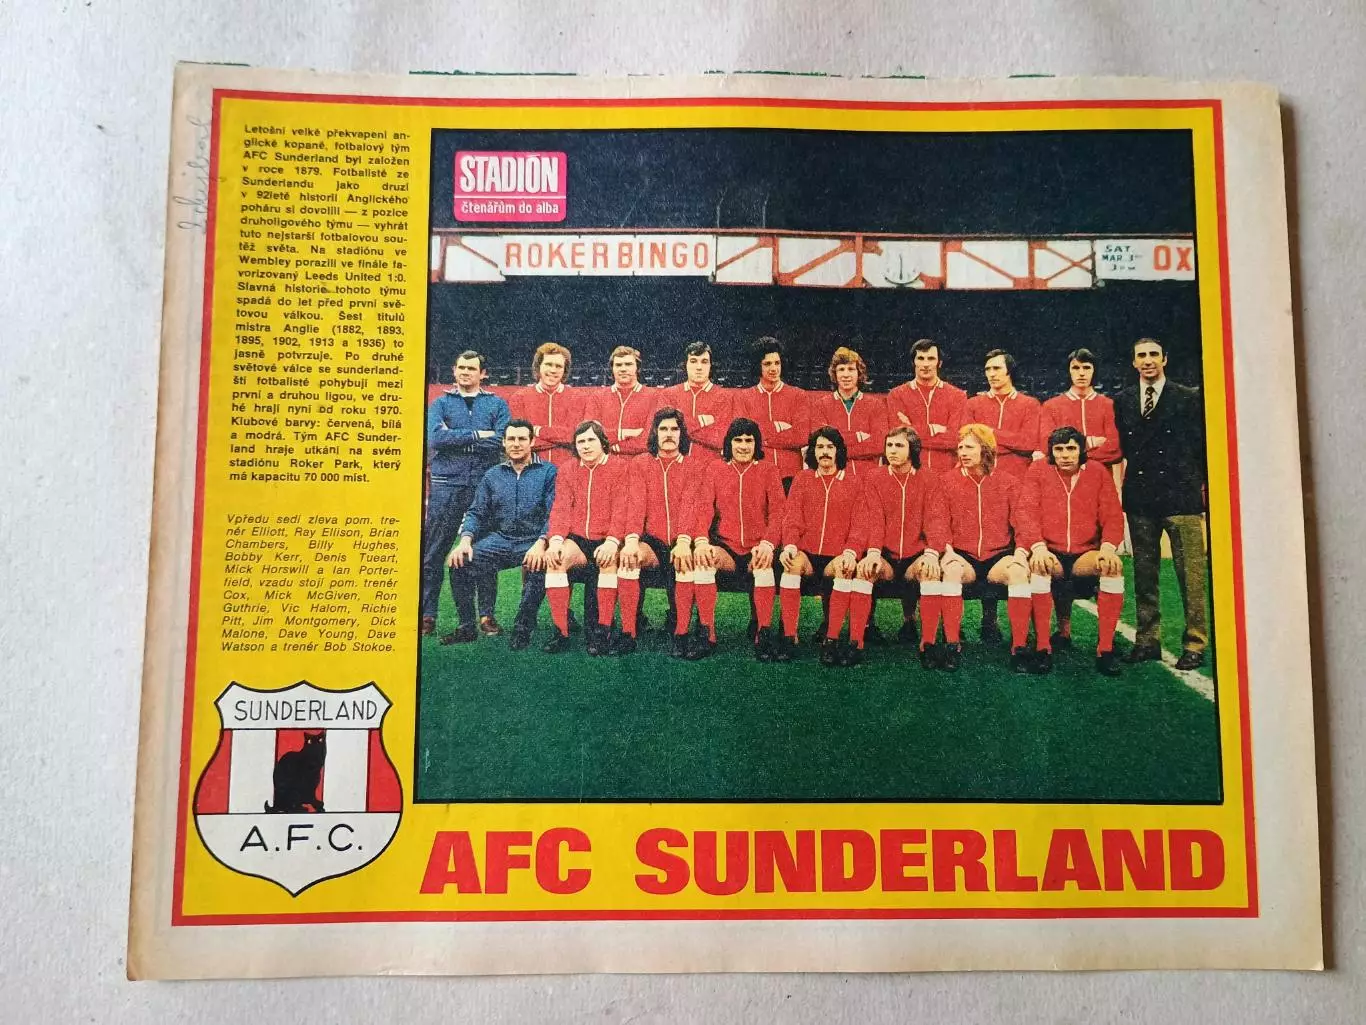 Letošní velké překvapení an-
glické kopané, fotbalový tým
AFC Sunderland byl založen
v roce 1879. Fotbalisté ze
Sunderlandu jako druzí
v 92leté historii Anglického
poháru si dovolili — z pozice
druholigového týmu — vyhrát
tuto nejstarší fotbalovou sou-
těž světa. Na stadiónu ve
Wembley porazili ve finále fa-
vorizovaný Leeds United 1:0.
Slavná historie tohoto týmu
spadá do let před první svě-
tovou válkou. Šest titulů
mistra Anglie (1882, 1893,
1895, 1902, 1913 a 1936) to
jasně potvrzuje. Po druhé
světové válce se sunderland-
ští fotbalisté pohybují mezi
první a druhou ligou, ve dru-
hé hrají nyní od roku 1970.
Klubové barvy: červená, bílá
a modrá. Tým AFC Sunder-
land hraje utkání na svém
stadiónu Roker Park, který
má kapacitu 70 000 míst.
Vpředu sedí zleva pom. tre-
nér Elliott, Ray Ellison, Brian
Chambers, Billy Hughes,
Bobby Kerr, Denis Tueart,
Mick Horswill a Ian Porter-
field, vzadu stojí pom. trenér
Cox, Mick McGiven, Ron
Guthrie, Vic Halom, Richie
Pitt, Jim Montgomery, Dick
Malone, Dave Young, Dave
Watson a trenér Bob Stokoe.
SUNDERLAND
A.F.C.
STADIÓN
čtenářům do alba
ROKER BINGO
SAT.
MAR. 3
3 PM
OX
AFC SUNDERLAND